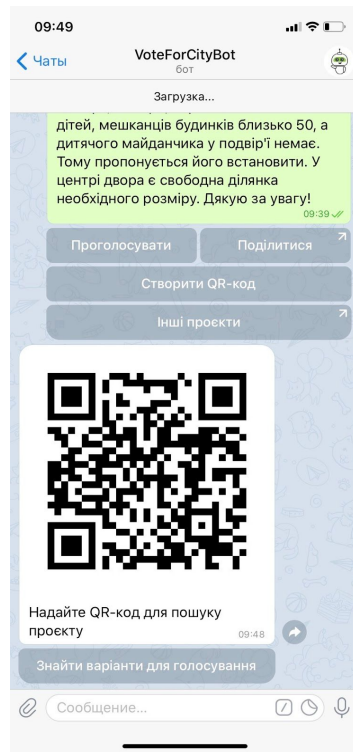 09:49
Чаты
VoteForCityBot
бот
Загрузка...
дітей, мешканців будинків близько 50, а
дитячого майданчика у подвір'ї немає.
Тому пропонується його встановити. У
центрі двора є свободна ділянка
необхідного розміру. Дякую за увагу!
09:39
Проголосувати
Поділитися
Створити QR-код
Інші проєкти
Надайте QR-код для пошуку
проєкту
09:48
Знайти варіанти для голосування
Сообщение...